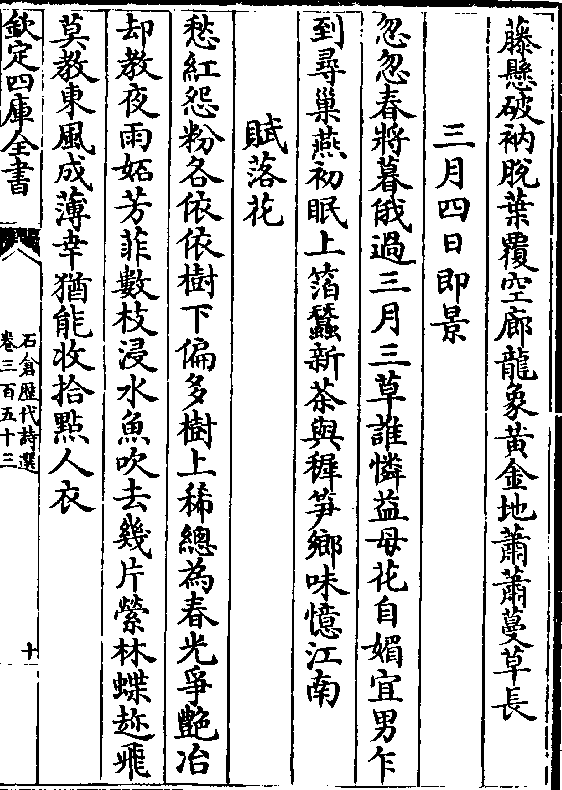 藤懸破衲脫葉覆空廊龍象黃金地蕭蕭蔓草長
三月四日即景
忽忽春將暮俄過三月三草誰憐益母花自媚宜男乍
到尋巢燕初眠上箔蠶新茶與穉笋鄉味憶江南
賦落花
愁紅怨粉各依依樹下偏多樹上稀總為春光爭艷冶
却教夜雨妬芳菲數枝浸水魚吹去幾片縈林蝶趂飛
莫教東風成薄幸猶能收拾點人衣
欽定四庫全書
石倉歷代詩選
卷三百五十三
十